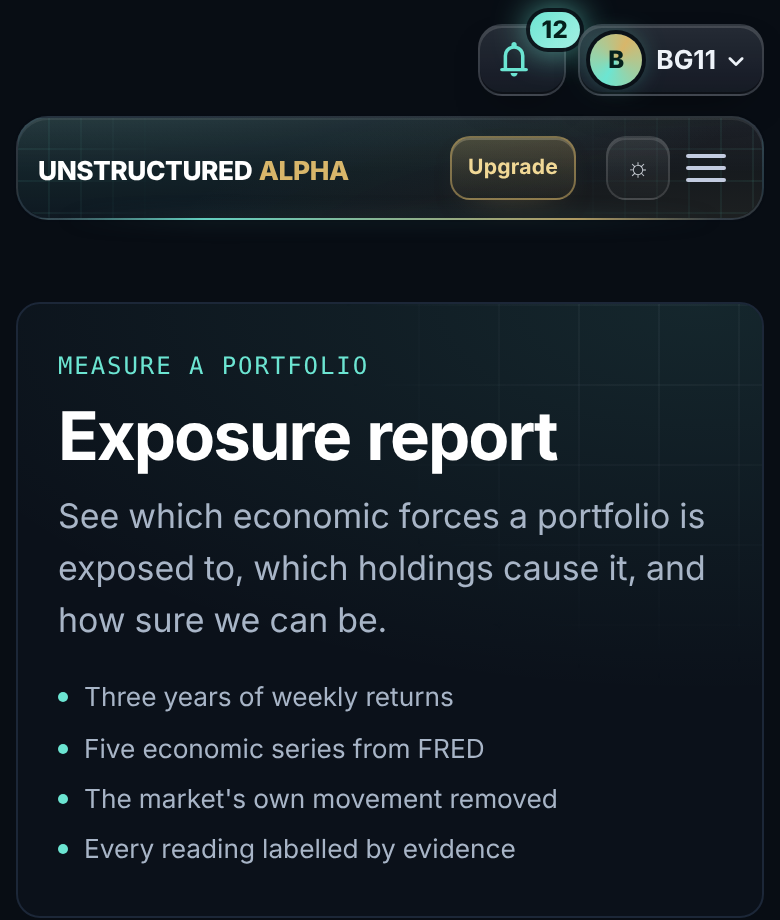 12
B BG11
UNSTRUCTURED ALPHA Upgrade
MEASURE A PORTFOLIO
Exposure report
See which economic forces a portfolio is
exposed to, which holdings cause it, and
how sure we can be.
Three years of weekly returns
Five economic series from FRED
The market's own movement removed
Every reading labelled by evidence